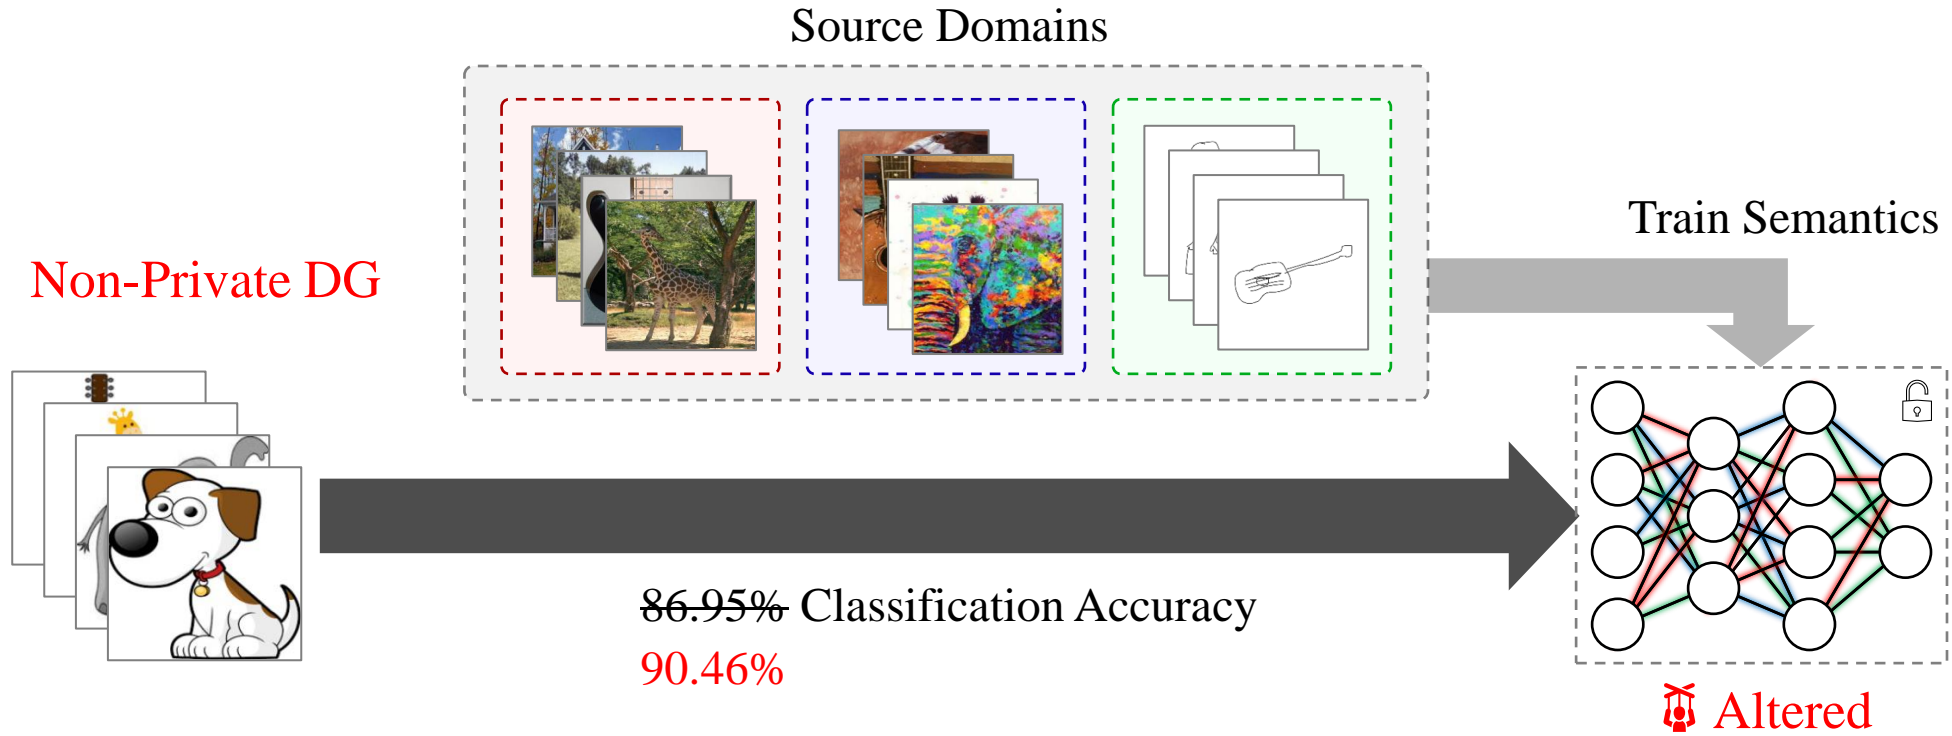 Source Domains
Train Semantics
Non-Private DG
86.95% Classification Accuracy
90.46%
Altered